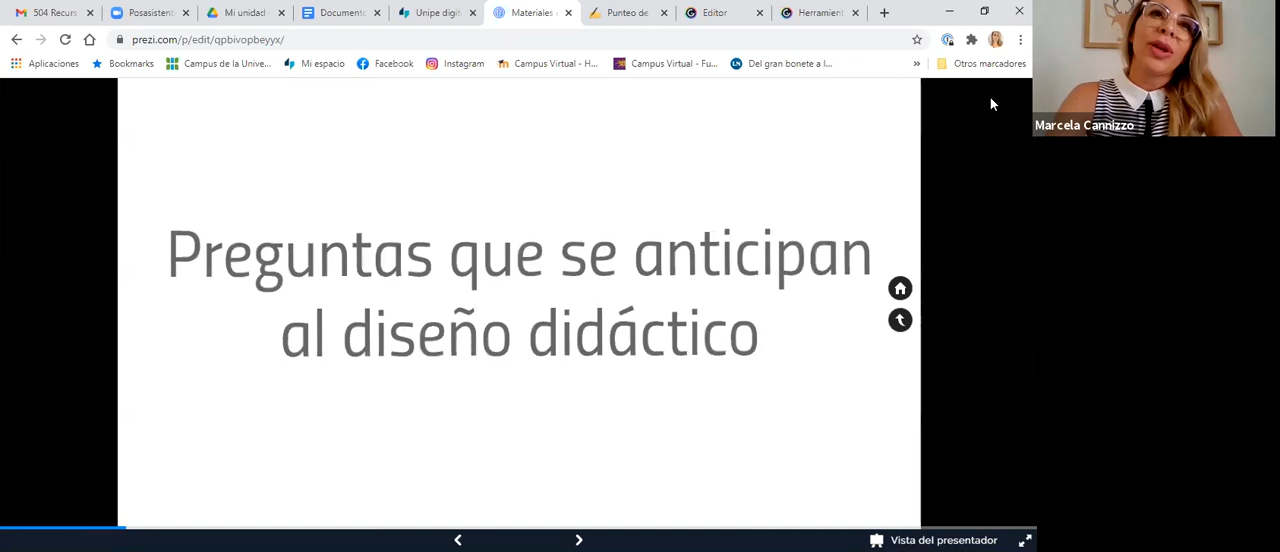 504 Recurs
Posasistent
Mi unidad
Documento
Unipe digit
Materiales
Punteo de
Editor
Herramien
prezi.com/p/edit/qpbivopbeyyx/
Aplicaciones
Bookmarks
Campus de la Unive...
Mi espacio
Facebook
Instagram
Campus Virtual - H...
Campus Virtual - Fu...
LN
Del gran bonete a l...
»
Otros marcadores
Marcela Cannizzo
Preguntas que se anticipan
al diseño didáctico
Vista del presentador